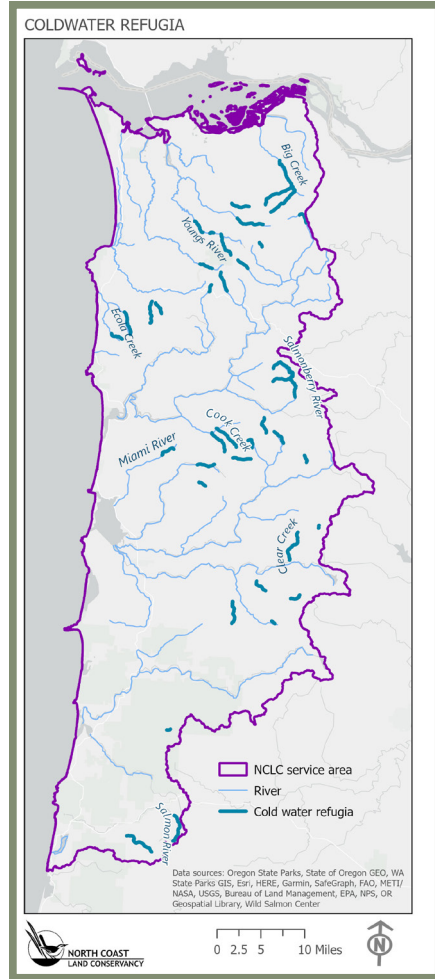 COLDWATER REFUGIA
Big Creek
Youngs River
Ecola Creek
Salmonberry River
Cook Creek
Miami River
Clear Creek
NCLC service area
River
Cold water refugia
Salmon River
Data sources: Oregon State Parks, State of Oregon GEO, WA
State Parks GIS, Esri, HERE, Garmin, SafeGraph, FAO, METI/
NASA, USGS, Bureau of Land Management, EPA, NPS, OR
Geospatial Library, Wild Salmon Center
NORTH COAST
LAND CONSERVANCY
0 2.5 5 10 Miles
N